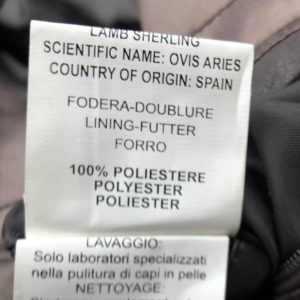 LAMB SHERLING
SCIENTIFIC NAME: OVIS ARIES
COUNTRY OF ORIGIN: SPAIN
FODERA-DOUBLURE
LINING-FUTTER
FORRO
100% POLIESTERE
POLYESTER
POLIESTER
LAVAGGIO:
Solo laboratori specializzati
nella pulitura di capi in pelle
NETTOYAGE: